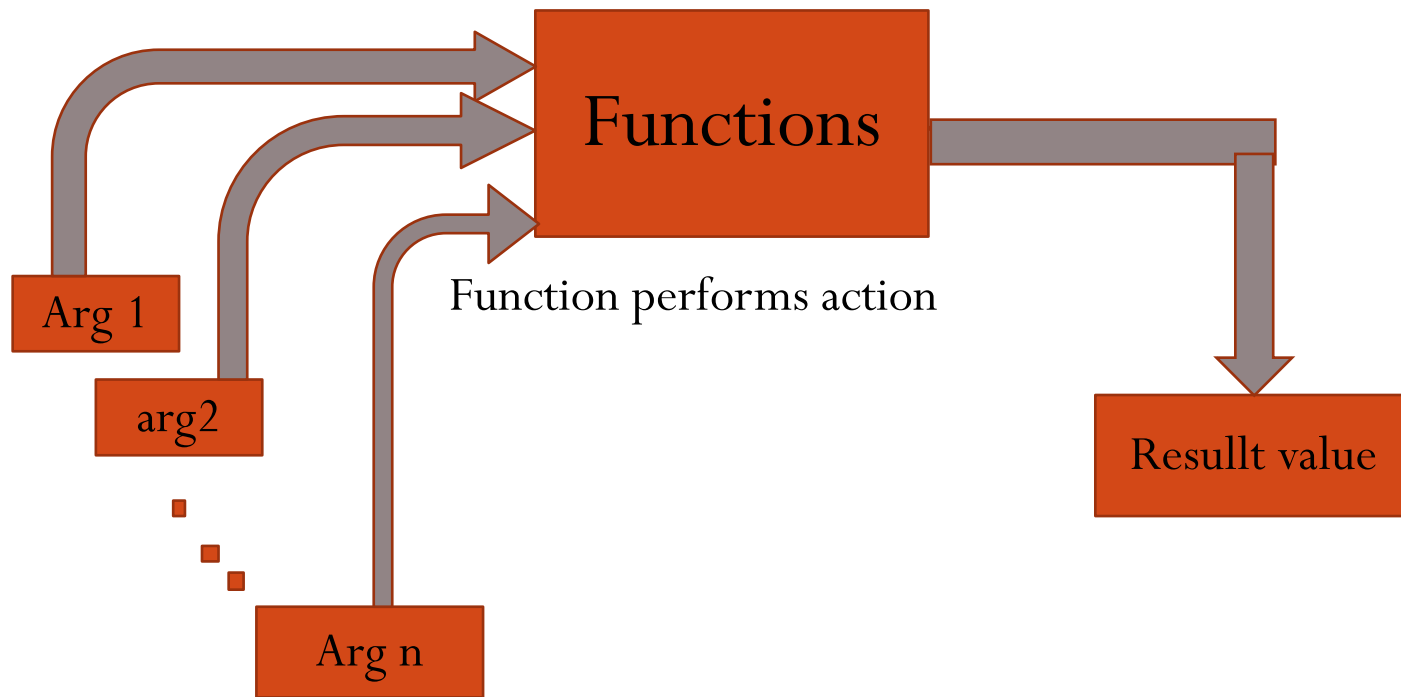 Functions
Function performs action
Arg 1
arg2
Arg n
Resullt value